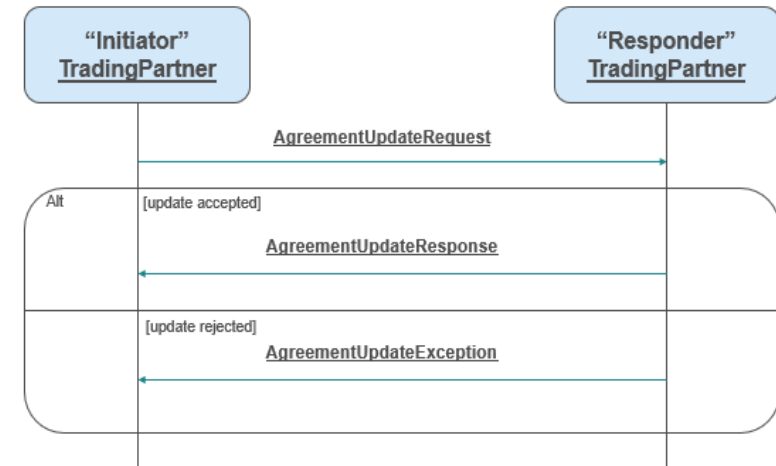 “Initiator”
TradingPartner
“Responder”
TradingPartner
AgreementUpdateRequest
Alt
[update accepted]
AgreementUpdateResponse
[update rejected]
AgreementUpdateException